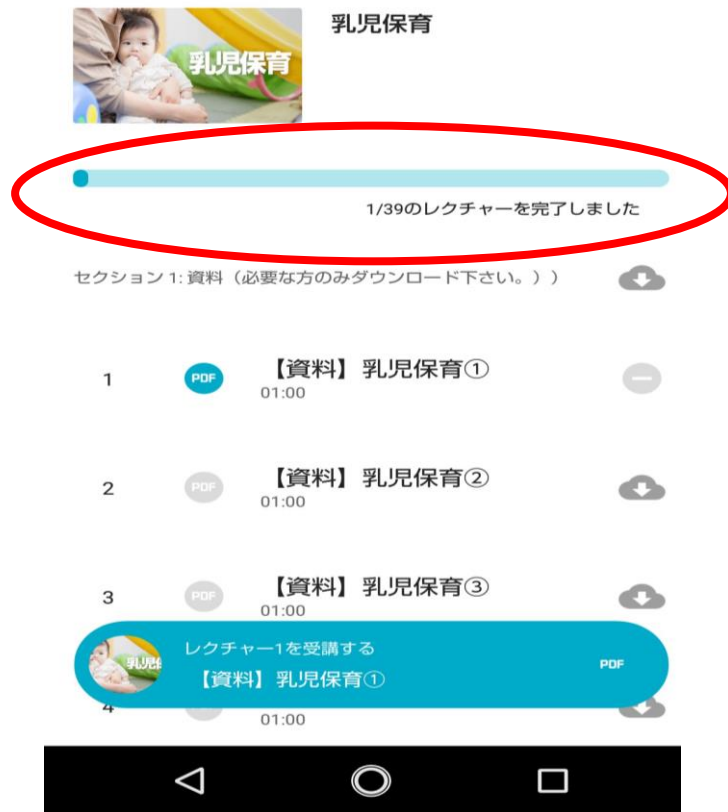 乳児保育
乳児保育
1/39のレクチャーを完了しました
セクション 1: 資料（必要な方のみダウンロード下さい。））
1
PDF
【資料】乳児保育①
01:00
2
PDF
【資料】乳児保育②
01:00
3
PDF
【資料】乳児保育③
01:00
乳児保
レクチャー1を受講する
【資料】乳児保育①
PDF
4
01:00